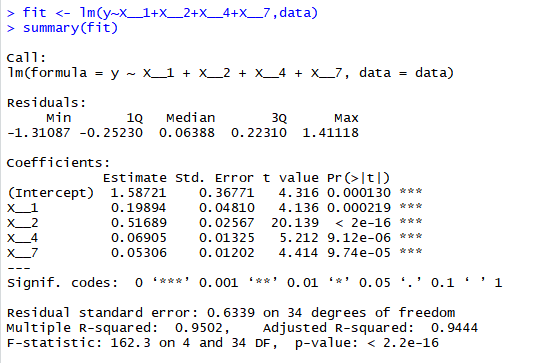 > fit <- lm(y~X__1+X__2+X__4+X__7,data)
> summary(fit)
Call:
lm(formula = y ~ X__1 + X__2 + X__4 + X__7, data = data)
Residuals:
Min 1Q Median 3Q Max
-1.31087 -0.25230 0.06388 0.22310 1.41118
Coefficients:
Estimate Std. Error t value Pr(>|t|)
(Intercept) 1.58721 0.36771 4.316 0.000130 ***
X__1 0.19894 0.04810 4.136 0.000219 ***
X__2 0.51689 0.02567 20.139 < 2e-16 ***
X__4 0.06905 0.01325 5.212 9.12e-06 ***
X__7 0.05306 0.01202 4.414 9.74e-05 ***
---
Signif. codes: 0 ‘***’ 0.001 ‘**’ 0.01 ‘*’ 0.05 ‘.’ 0.1 ‘ ’ 1
Residual standard error: 0.6339 on 34 degrees of freedom
Multiple R-squared: 0.9502, Adjusted R-squared: 0.9444
F-statistic: 162.3 on 4 and 34 DF, p-value: < 2.2e-16